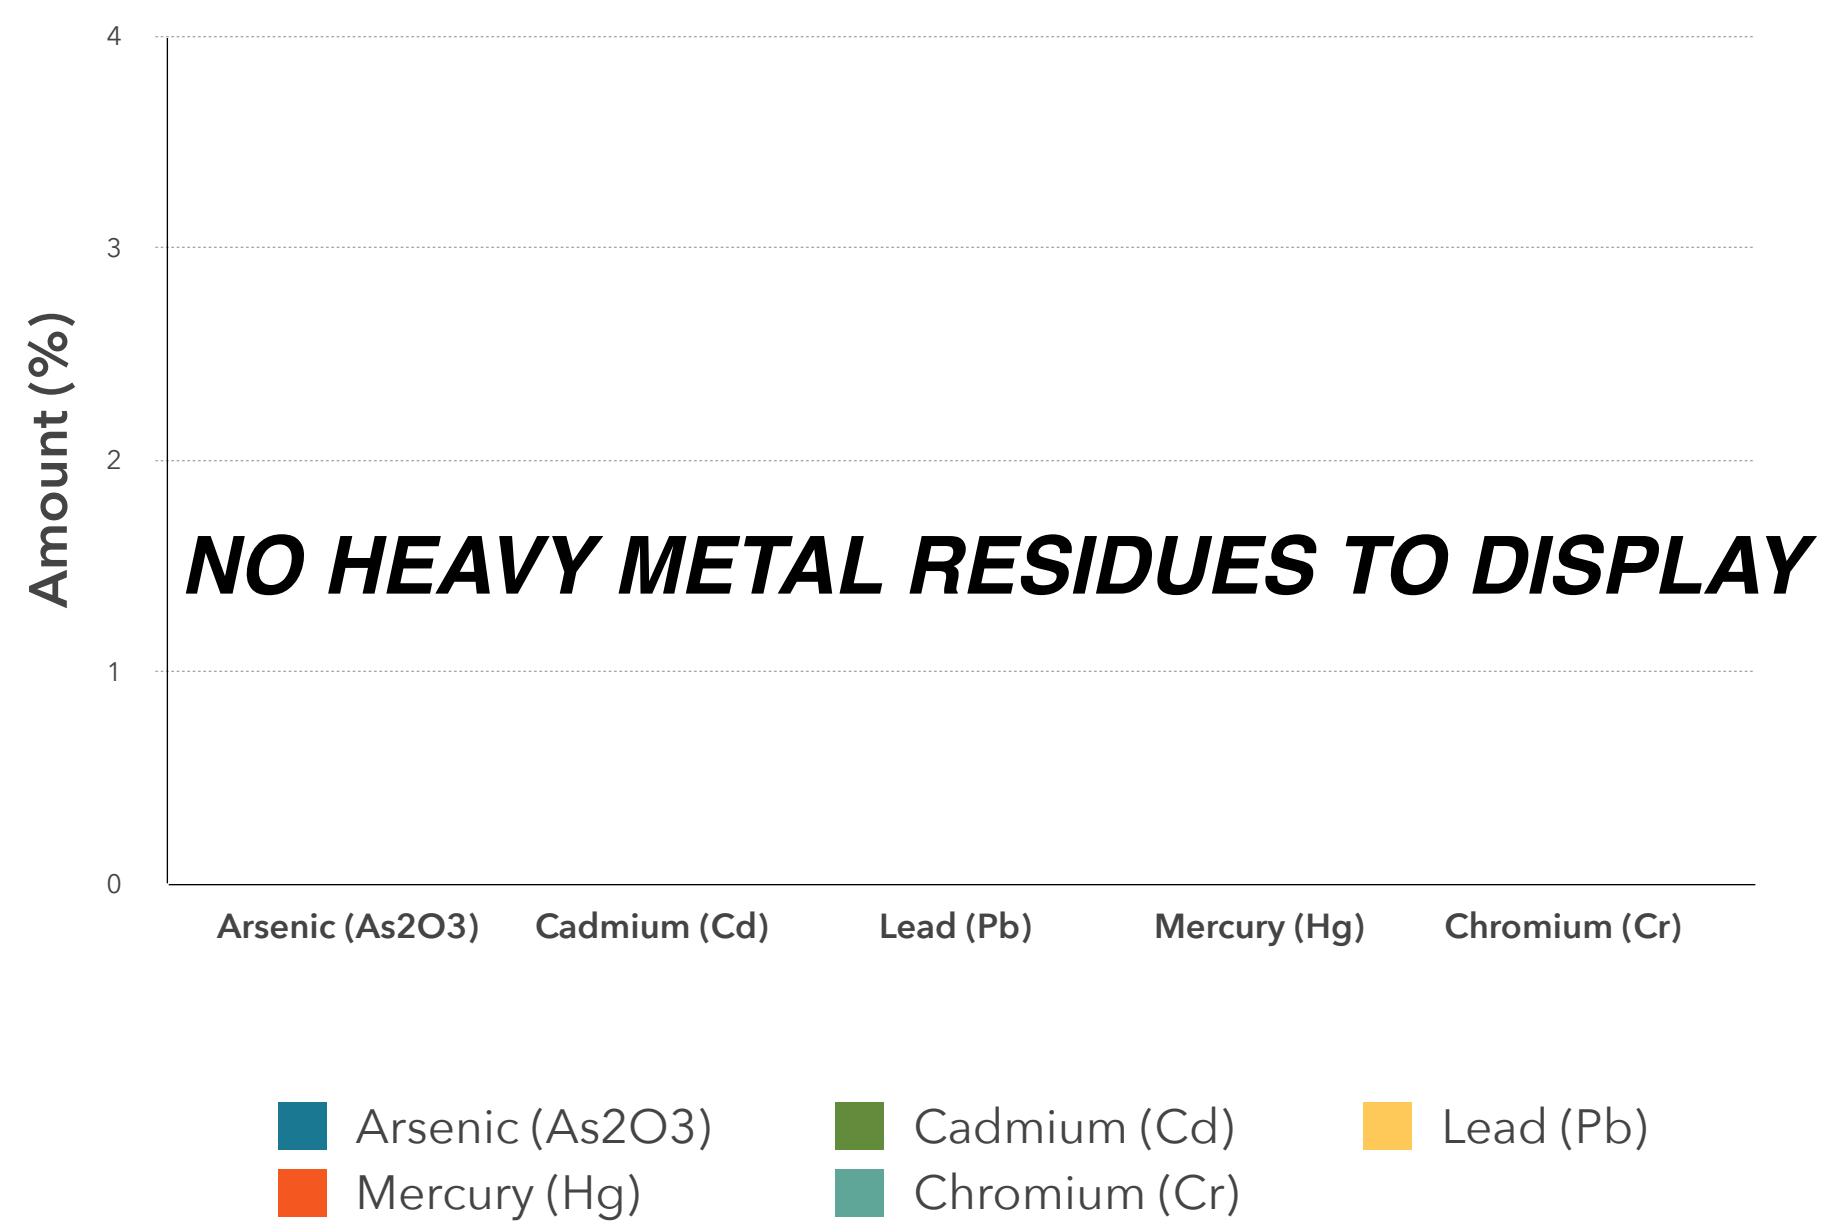 4
3
2
1
0
Amount (%)
NO HEAVY METAL RESIDUES TO DISPLAY
Arsenic (As2O3) Cadmium (Cd) Lead (Pb) Mercury (Hg) Chromium (Cr)
Arsenic (As2O3) Cadmium (Cd) Lead (Pb)
Mercury (Hg) Chromium (Cr)